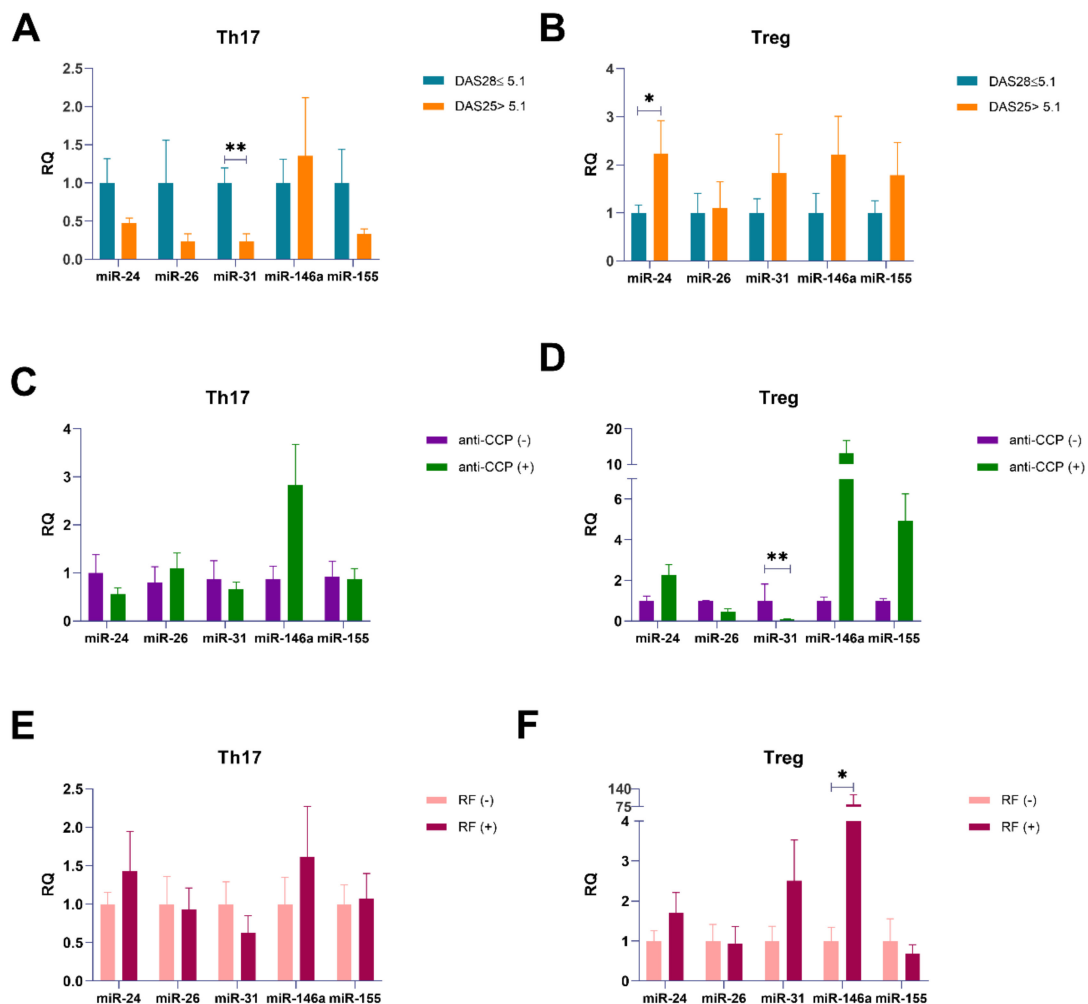 A
Th17
2.5
2.0
1.5
1.0
0.5
0.0
RQ
**
miR-24 miR-26 miR-31 miR-146a miR-155
DAS28≤ 5.1
DAS25> 5.1
B
Treg
4
3
2
1
0
RQ
*
miR-24 miR-26 miR-31 miR-146a miR-155
DAS28≤5.1
DAS25> 5.1
C
Th17
4
3
2
1
0
RQ
miR-24 miR-26 miR-31 miR-146a miR-155
anti-CCP (-)
anti-CCP (+)
D
Treg
20
10
6
4
2
0
RQ
**
miR-24 miR-26 miR-31 miR-146a miR-155
anti-CCP (-)
anti-CCP (+)
E
Th17
2.5
2.0
1.5
1.0
0.5
0.0
RQ
miR-24 miR-26 miR-31 miR-146a miR-155
RF (-)
RF (+)
F
Treg
140
75
4
3
2
1
0
RQ
*
miR-24 miR-26 miR-31 miR-146a miR-155
RF (-)
RF (+)